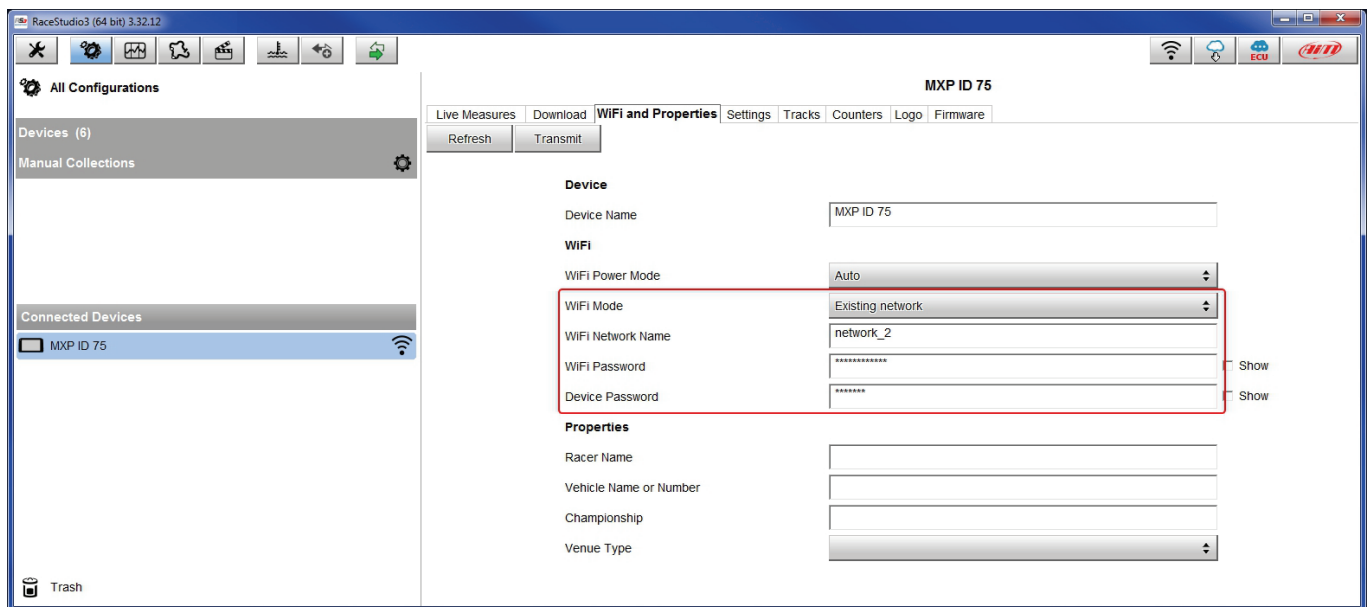 RaceStudio3 (64 bit) 3.32.12
ECU
AiM
All Configurations
MXP ID 75
Live Measures Download WiFi and Properties Settings Tracks Counters Logo Firmware
Devices (6)
Refresh Transmit
Manual Collections
Device
Device Name MXP ID 75
WiFi
WiFi Power Mode Auto
WiFi Mode Existing network
Connected Devices
WiFi Network Name network_2
MXP ID 75
WiFi Password ************ Show
Device Password ******* Show
Properties
Racer Name
Vehicle Name or Number
Championship
Venue Type
Trash